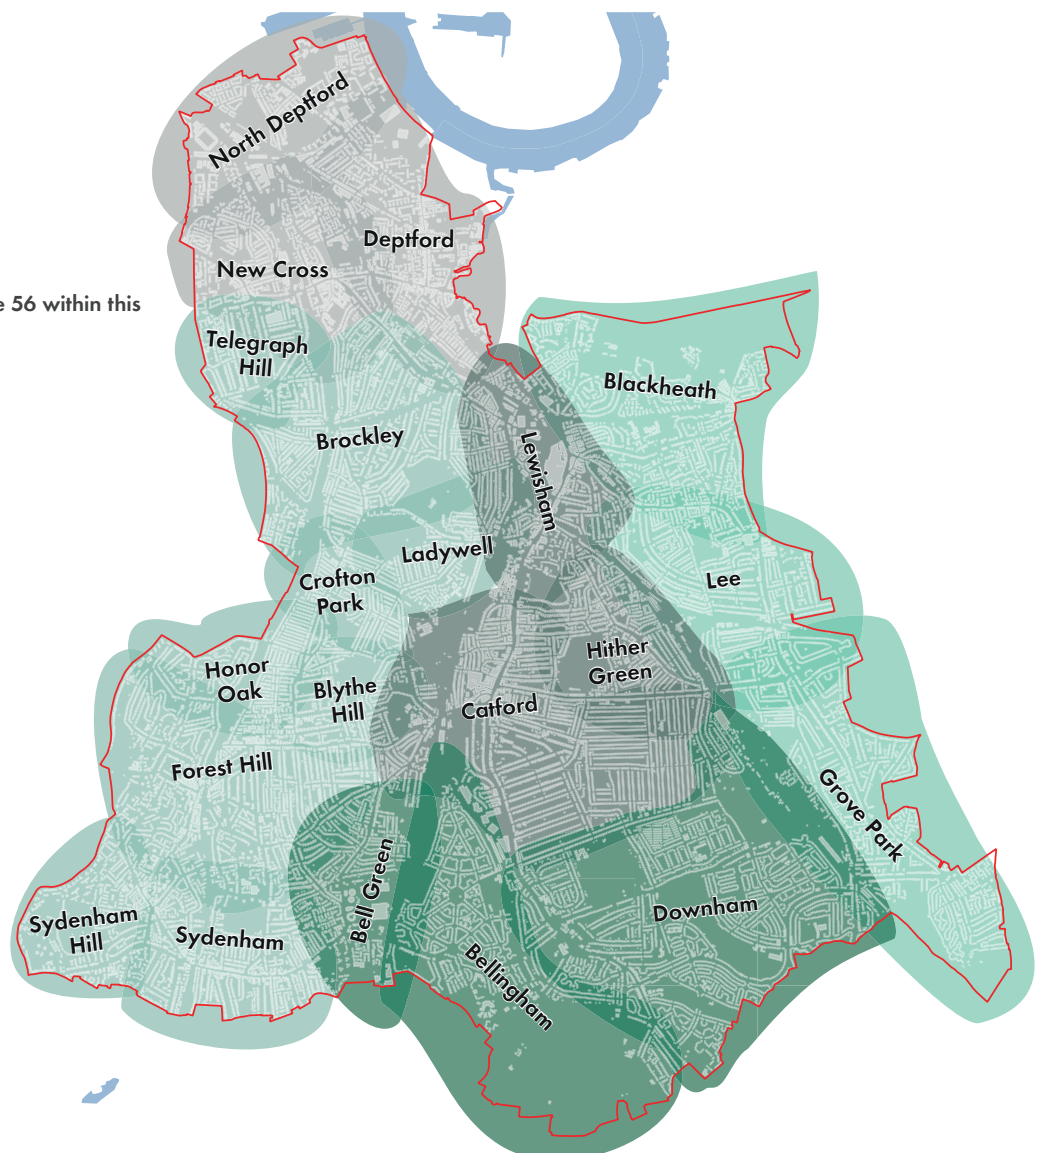 North Deptford
Deptford
New Cross
e 56 within this
Telegraph
Hill
Blackheath
Brockley
Lewisham
Ladywell
Crofton
Park
Lee
Hither
Green
Honor
Oak
Blythe
Hill
Catford
Forest Hill
Grove Park
Bell Green
Downham
Sydenham
Hill
Sydenham
Bellingham